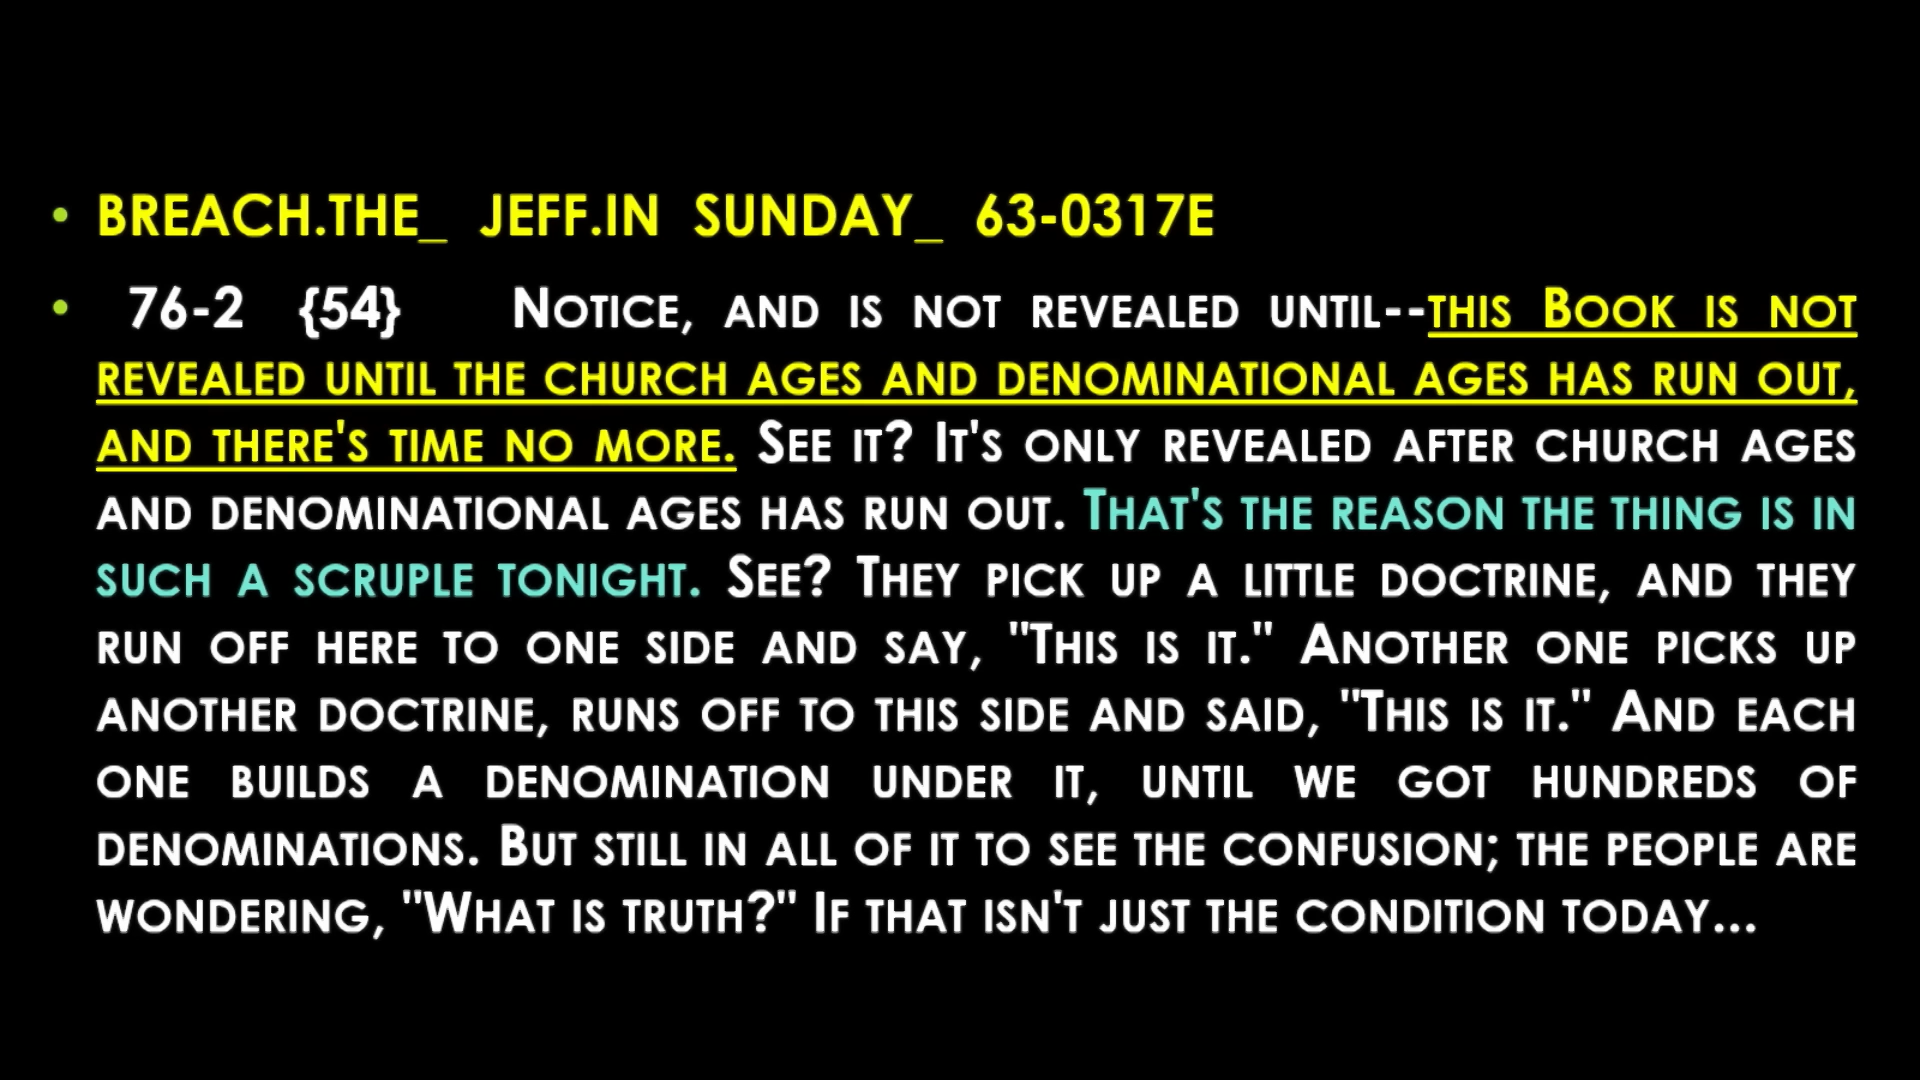 • BREACH.THE_ JEFF.IN SUNDAY_ 63-0317E
• 76-2 {54} Notice, and is not revealed until--this Book is not
revealed until the church ages and denominational ages has run out,
and there's time no more. See it? It's only revealed after church ages
and denominational ages has run out. That's the reason the thing is in
such a scruple tonight. See? They pick up a little doctrine, and they
run off here to one side and say, "This is it." Another one picks up
another doctrine, runs off to this side and said, "This is it." And each
one builds a denomination under it, until we got hundreds of
denominations. But still in all of it to see the confusion; the people are
wondering, "What is truth?" If that isn't just the condition today...